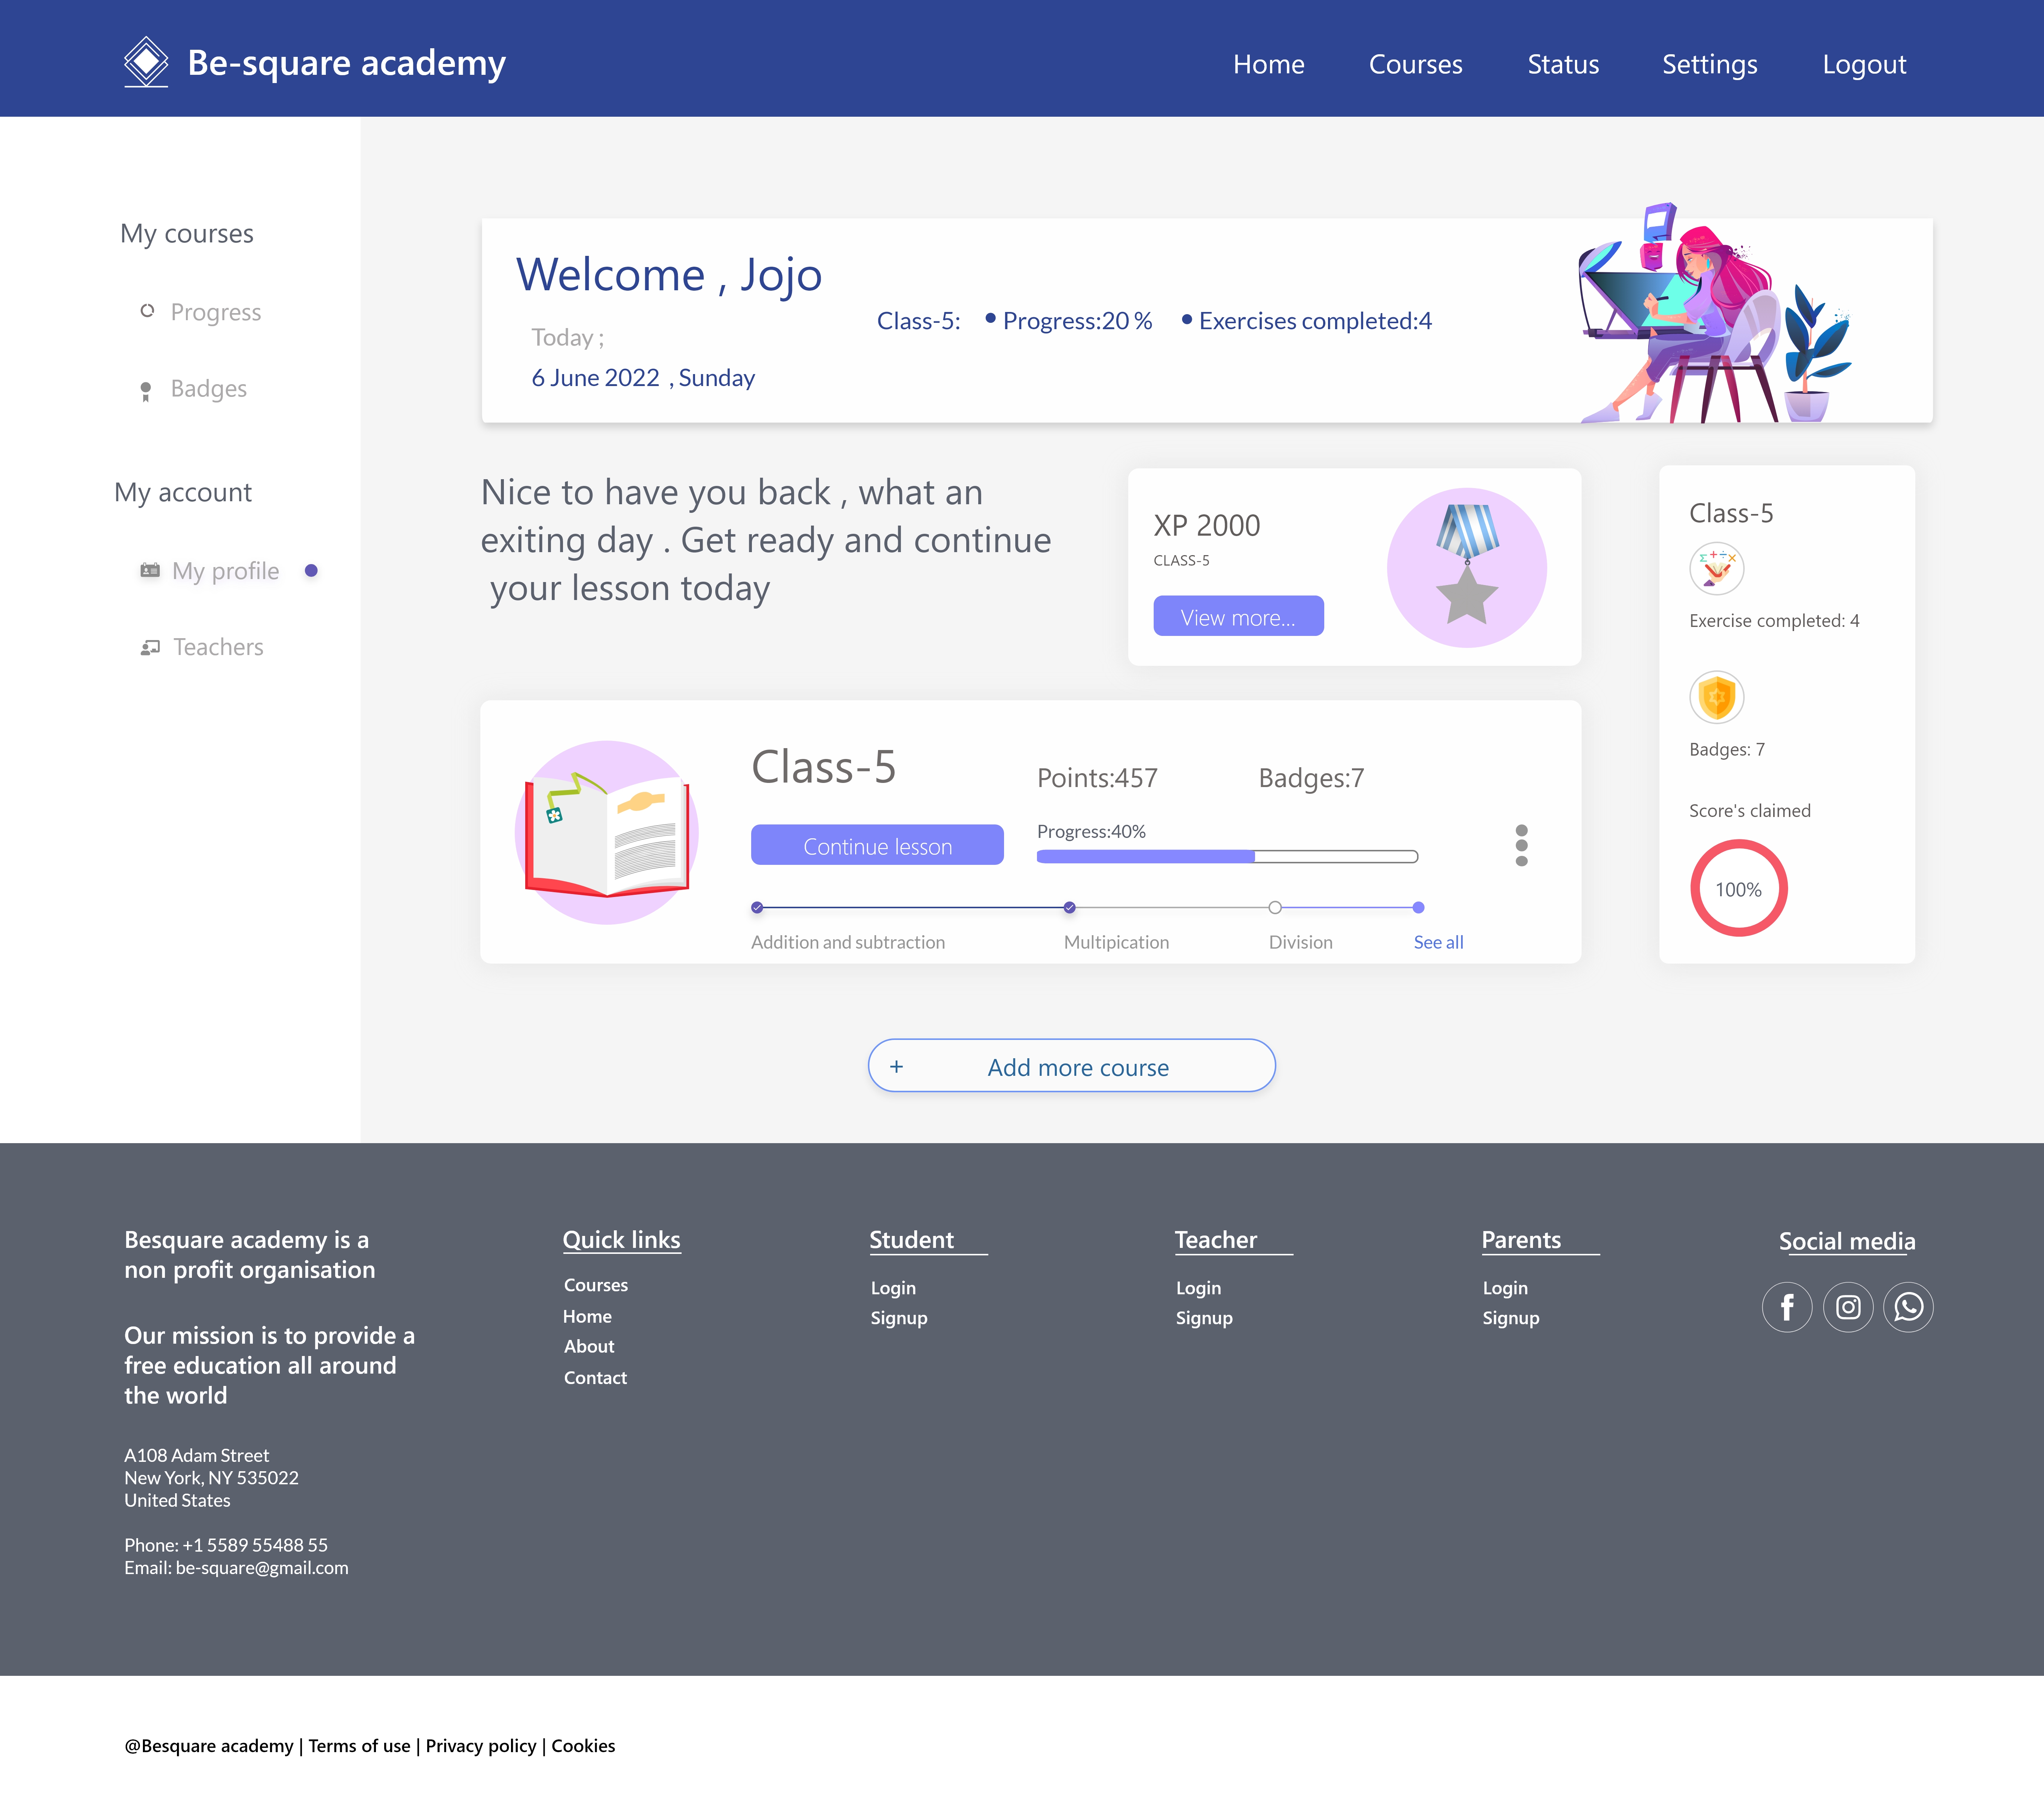 Be-square academy
Home
Courses
Status
Settings
Logout
My courses
Progress
Badges
My account
My profile
Teachers
Welcome , Jojo
Today ;
6 June 2022 , Sunday
Class-5:
Progress:20 %
Exercises completed:4
Nice to have you back , what an
exiting day . Get ready and continue
your lesson today
XP 2000
CLASS-5
View more...
Class-5
Exercise completed: 4
Badges: 7
Score's claimed
100%
Class-5
Points:457
Badges:7
Continue lesson
Progress:40%
Addition and subtraction
Multipication
Division
See all
+ Add more course
Besquare academy is a
non profit organisation
Our mission is to provide a
free education all around
the world
A108 Adam Street
New York, NY 535022
United States
Phone: +1 5589 55488 55
Email: be-square@gmail.com
Quick links
Courses
Home
About
Contact
Student
Login
Signup
Teacher
Login
Signup
Parents
Login
Signup
Social media
@Besquare academy | Terms of use | Privacy policy | Cookies